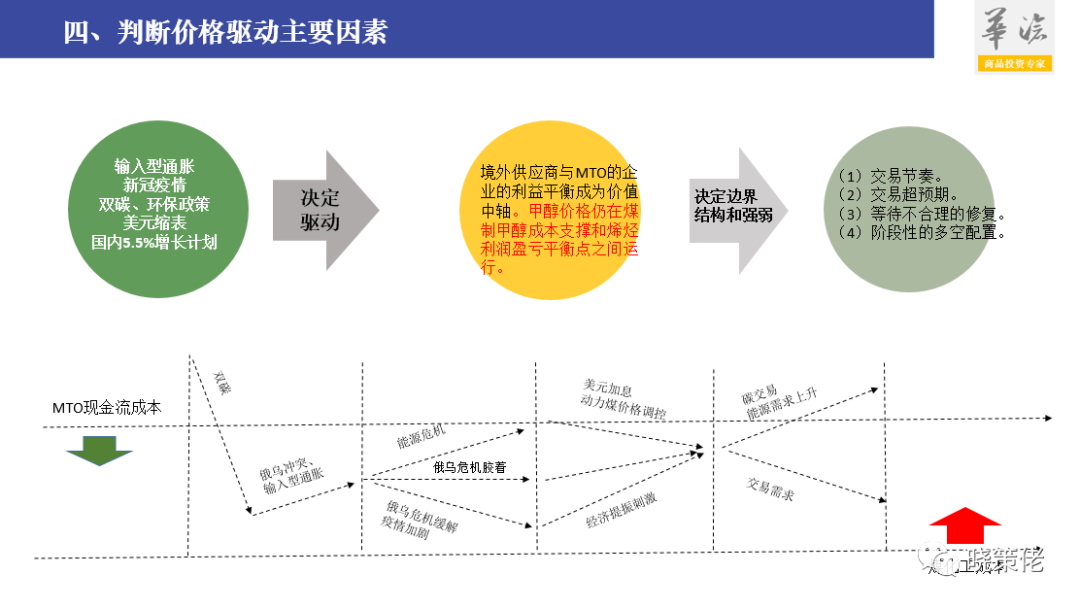 四、判断价格驱动主要因素
華滄
商品投资专家
输入型通胀
新冠疫情
双碳、环保政策
美元缩表
国内5.5%增长计划
决定
驱动
境外供应商与MTO的企
业的利益平衡成为价值
中轴。甲醇价格仍在煤
制甲醇成本支撑和烯烃
利润盈亏平衡点之间运
行。
决定边界
结构和强弱
（1）交易节奏。
（2）交易超预期。
（3）等待不合理的修复。
（4）阶段性的多空配置。
MTO现金流成本
双碳
俄乌冲突、
输入型通胀
能源危机
俄乌危机胶着
俄乌危机缓解
疫情加剧
美元加息
动力煤价格调控
经济提振刺激
碳交易
能源需求上升
交易需求
晓策佬